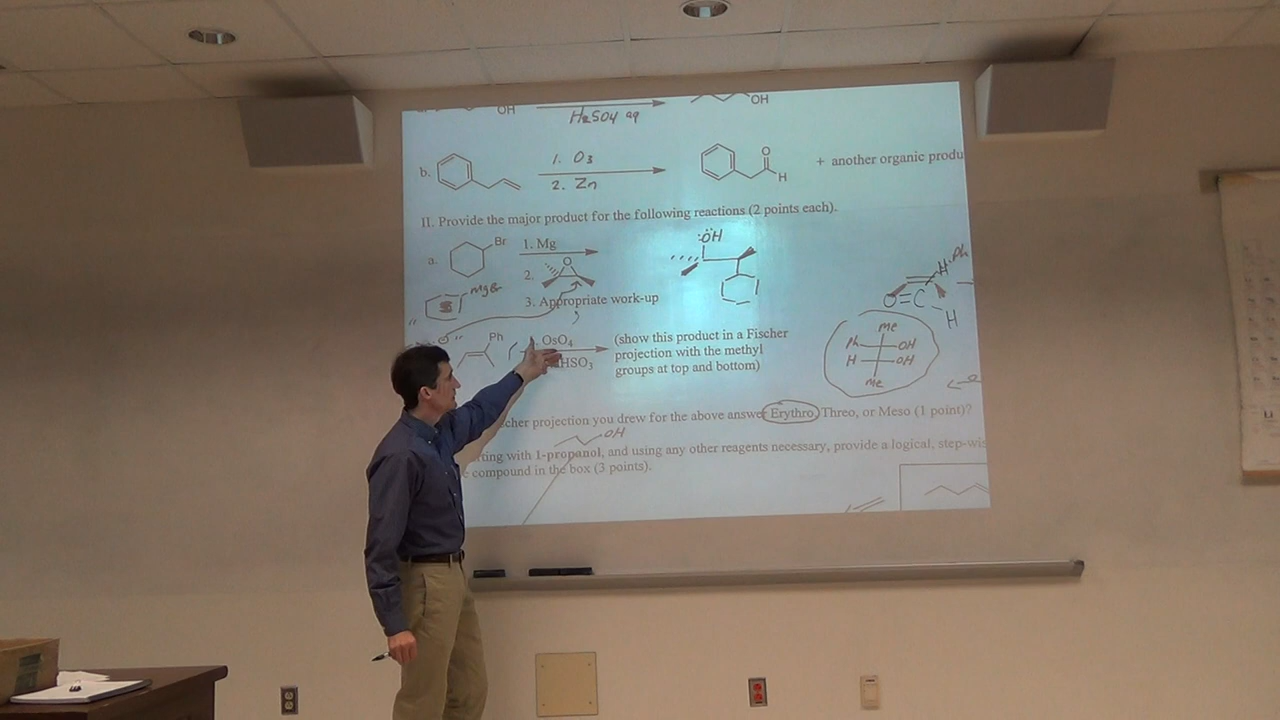 OH H₂SO4 aq OH
b. 1. O₃ O H + another organic produ
2. Zn
II. Provide the major product for the following reactions (2 points each).
a. Br 1. Mg :ÖH
2. O
MgBr 3. Appropriate work-up
Ph
O=C
H
Ph OsO₄ (show this product in a Fischer
HSO₃ projection with the methyl
groups at top and bottom)
Me
Ph OH
H OH
Me
cher projection you drew for the above answer Erythro, Threo, or Meso (1 point)?
OH
rting with 1-propanol, and using any other reagents necessary, provide a logical, step-wis
e compound in the box (3 points).